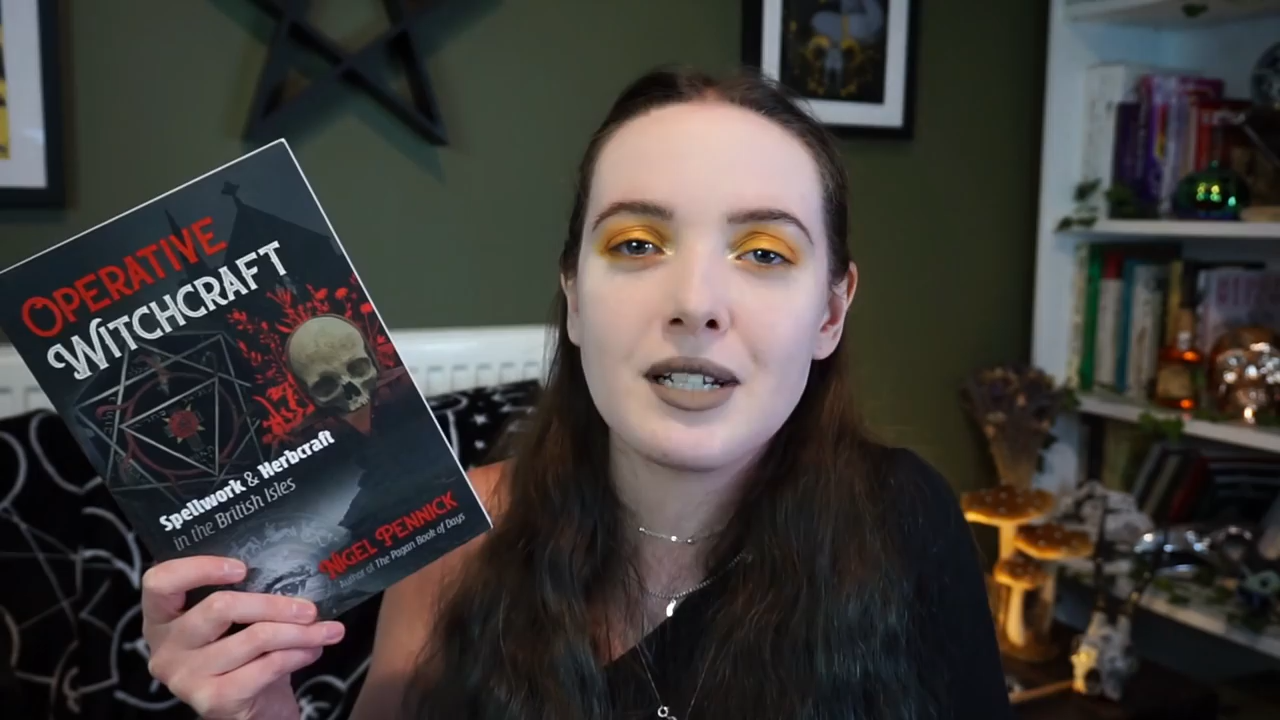 OPERATIVE
WITCHCRAFT
Spellwork & Herbcraft
in the British Isles
NIGEL PENNICK
Author of The Pagan Book of Days